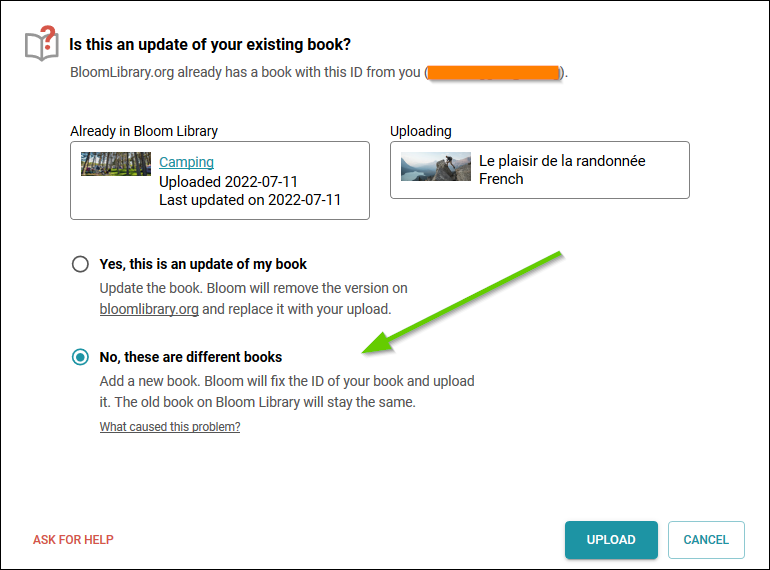 Is this an update of your existing book?
BloomLibrary.org already has a book with this ID from you ( ).
Already in Bloom Library
Camping
Uploaded 2022-07-11
Last updated on 2022-07-11
Uploading
Le plaisir de la randonnée
French
Yes, this is an update of my book
Update the book. Bloom will remove the version on
bloomlibrary.org and replace it with your upload.
No, these are different books
Add a new book. Bloom will fix the ID of your book and upload
it. The old book on Bloom Library will stay the same.
What caused this problem?
ASK FOR HELP
UPLOAD
CANCEL